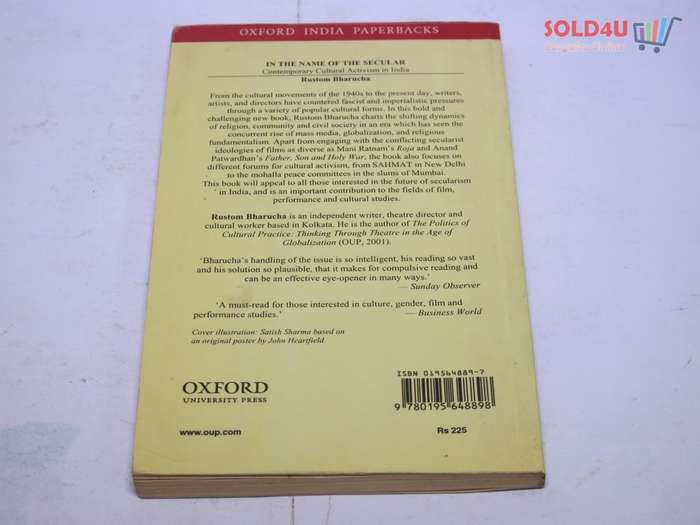 SOLD4U
OXFORD INDIA PAPERBACKS
IN THE NAME OF THE SECULAR
Contemporary Cultural Activism in India
Rustom Bharucha
From the cultural movements of the 1940s to the present day, writers,
artists, and directors have countered fascist and imperialistic pressures
through a variety of popular cultural forms. In this bold and
challenging new book, Rustom Bharucha charts the shifting dynamics
of religion, community and civil society in an era which has seen the
concurrent rise of mass media, globalization, and religious
fundamentalism. Apart from engaging with the conflicting secularist
ideologies of films as diverse as Mani Ratnam's Roja and Anand
Patwardhan's Father, Son and Holy War, the book also focuses on
different forums for cultural activism, from SAHMAT in New Delhi
to the mohalla peace committees in the slums of Mumbai.
This book will appeal to all those interested in the future of secularism
in India, and is an important contribution to the fields of film,
performance and cultural studies.
Rustom Bharucha is an independent writer, theatre director and
cultural worker based in Kolkata. He is the author of The Politics of
Cultural Practice: Thinking Through Theatre in the Age of
Globalization (OUP, 2001).
'Bharucha's handling of the issue is so intelligent, his reading so vast
and his solution so plausible, that it makes for compulsive reading and
can be an effective eye-opener in many ways.'
— Sunday Observer
'A must-read for those interested in culture, gender, film and
performance studies.' — Business World
Cover illustration: Satish Sharma based on
an original poster by John Heartfield
ISBN 019564889-7
9 780195 648898
OXFORD
UNIVERSITY PRESS
www.oup.com
Rs 225